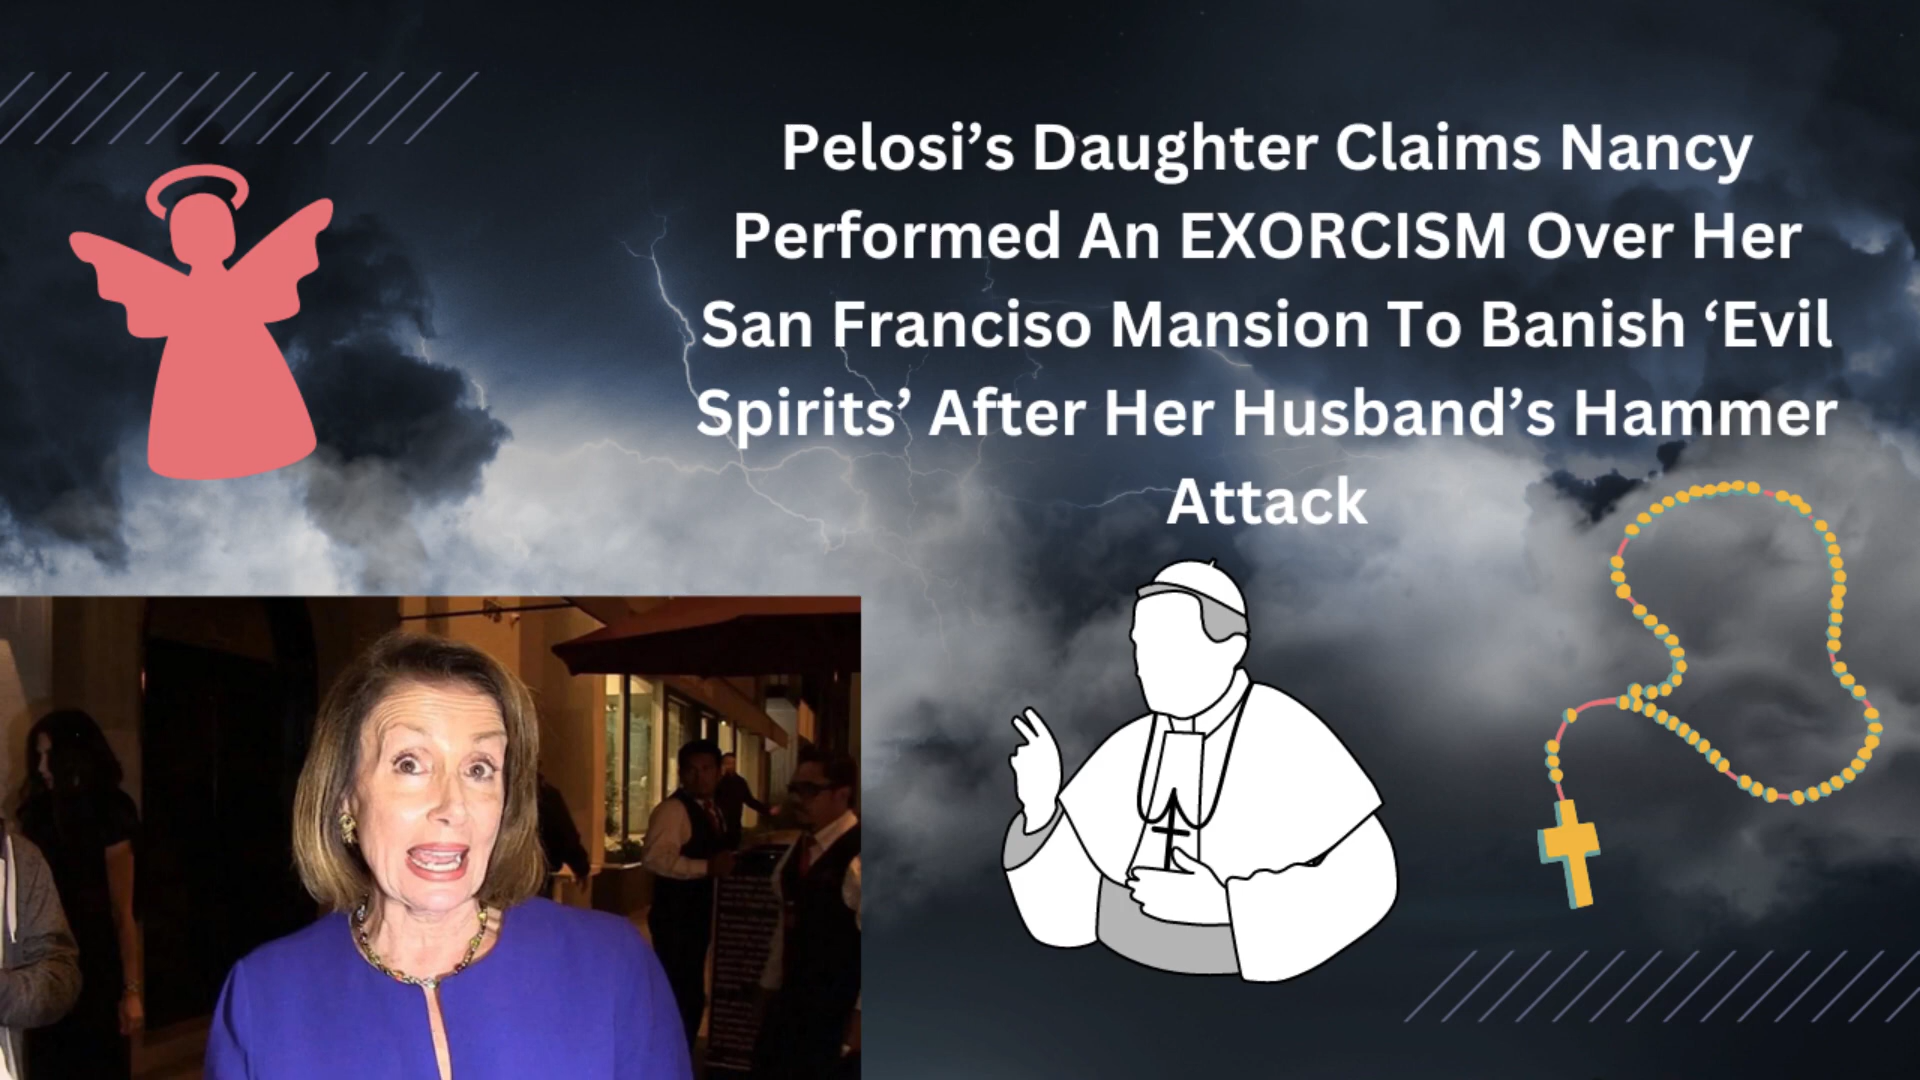 Pelosi’s Daughter Claims Nancy
Performed An EXORCISM Over Her
San Franciso Mansion To Banish ‘Evil
Spirits’ After Her Husband’s Hammer
Attack